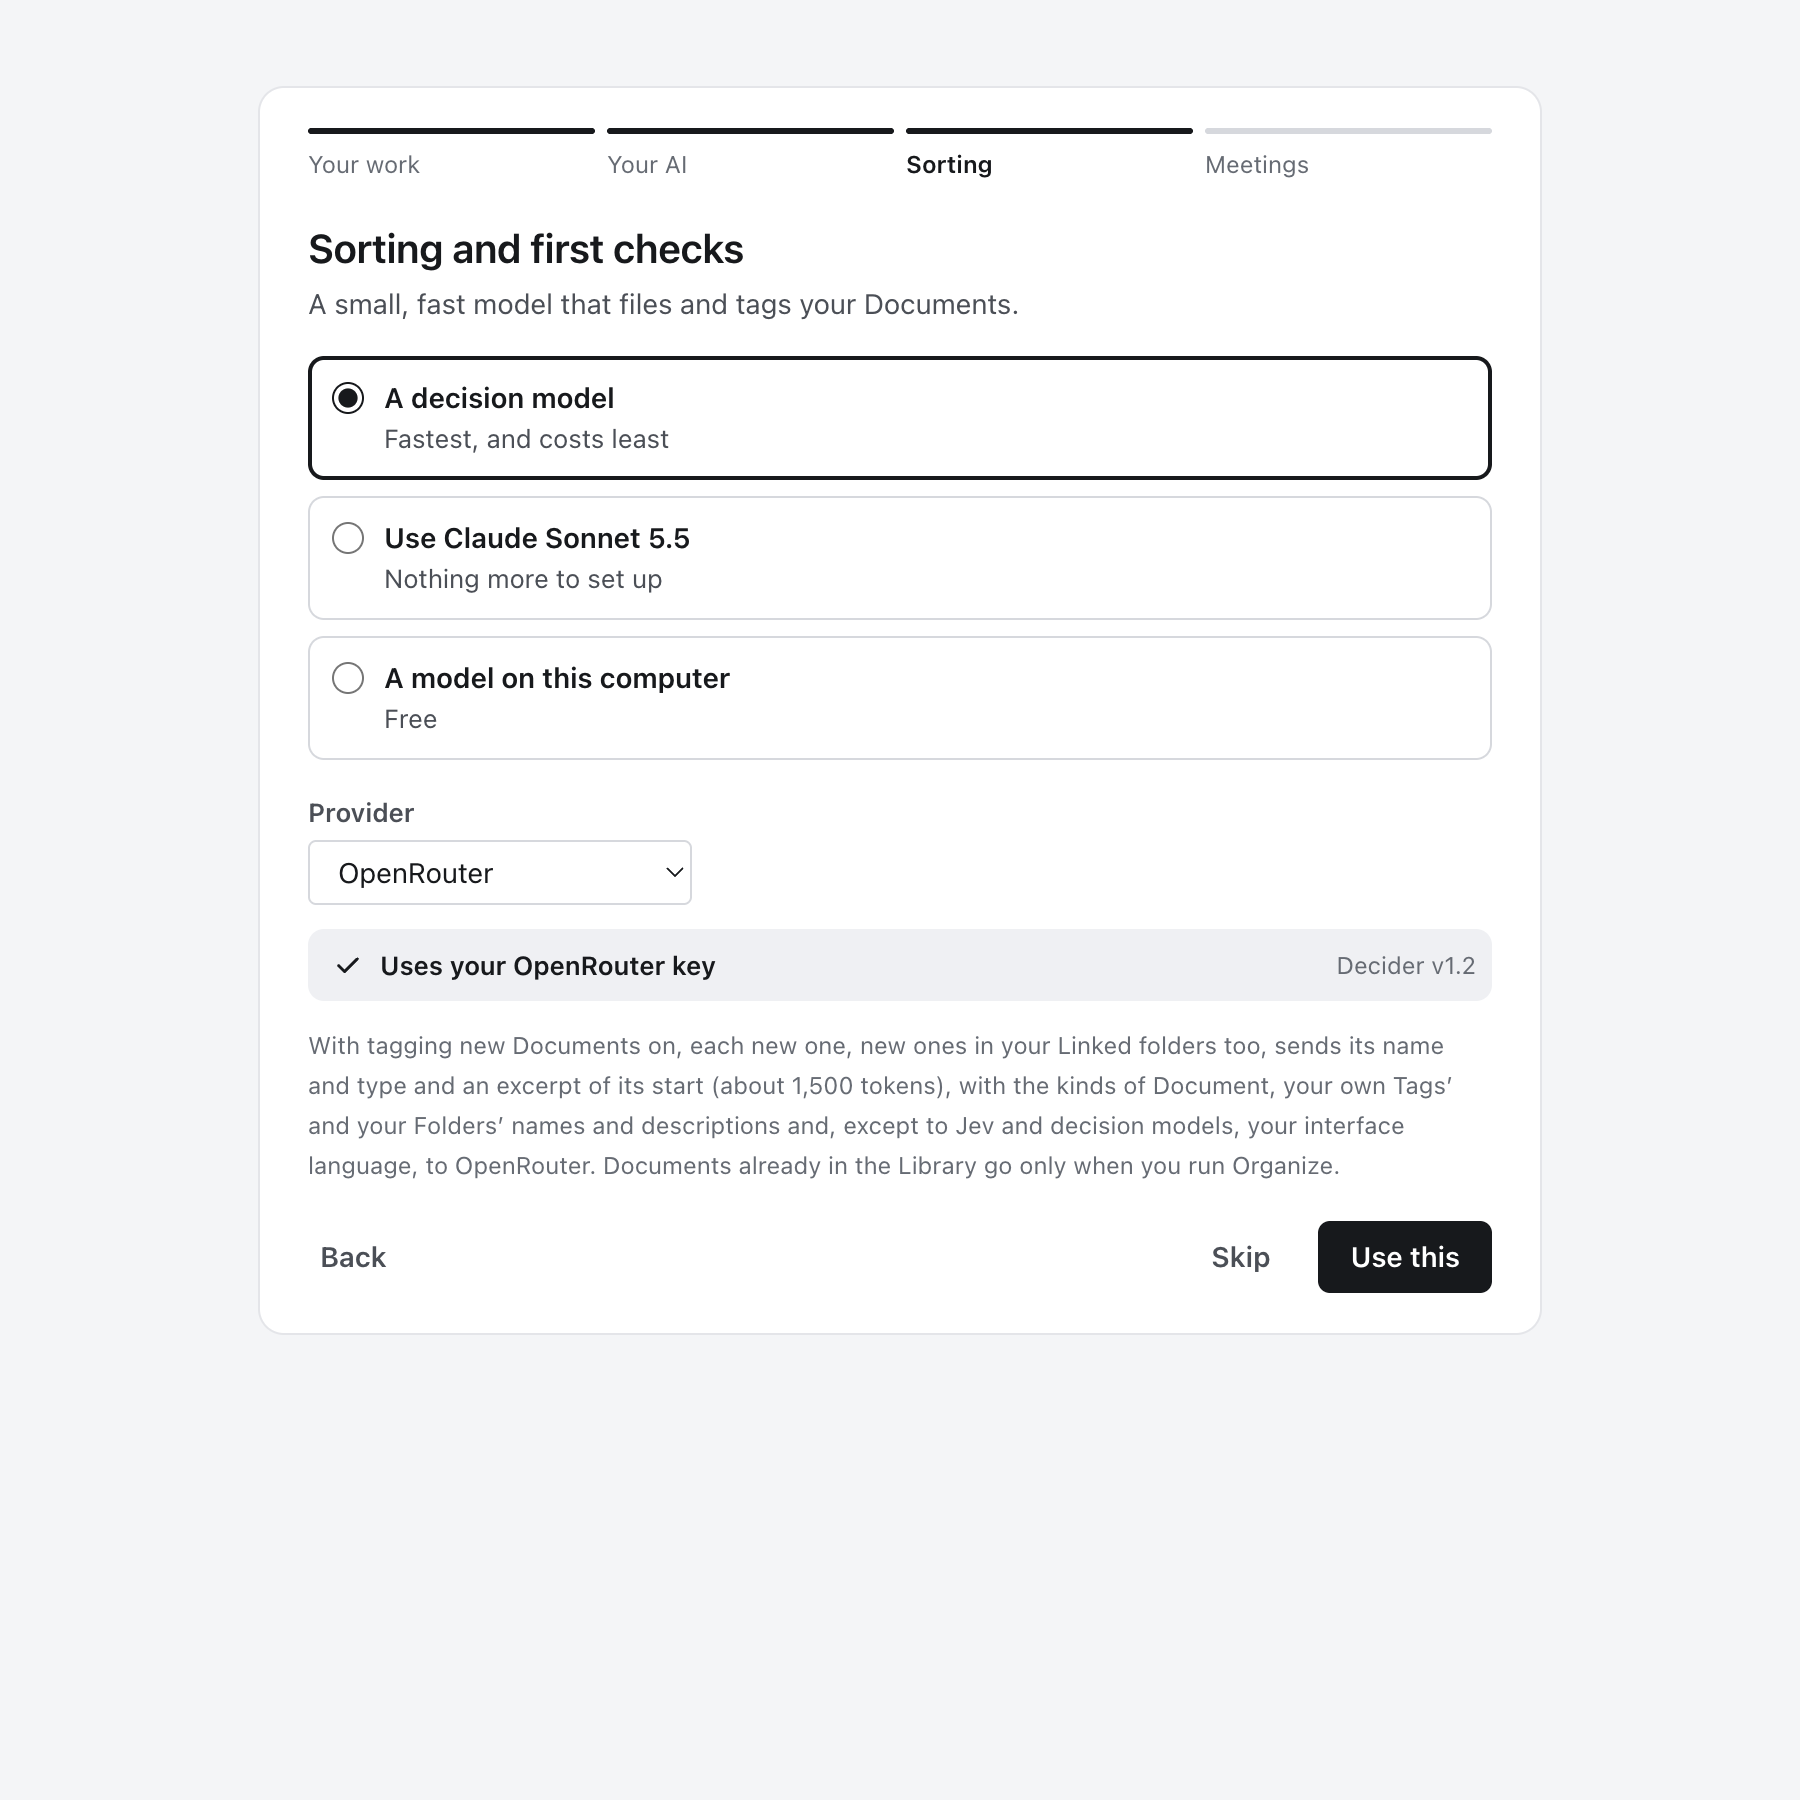 Your work
Your AI
Sorting
Meetings
Sorting and first checks
A small, fast model that files and tags your Documents.
A decision model
Fastest, and costs least
Use Claude Sonnet 5.5
Nothing more to set up
A model on this computer
Free
Provider
OpenRouter
Uses your OpenRouter key
Decider v1.2
With tagging new Documents on, each new one, new ones in your Linked folders too, sends its name
and type and an excerpt of its start (about 1,500 tokens), with the kinds of Document, your own Tags’
and your Folders’ names and descriptions and, except to Jev and decision models, your interface
language, to OpenRouter. Documents already in the Library go only when you run Organize.
Back
Skip
Use this